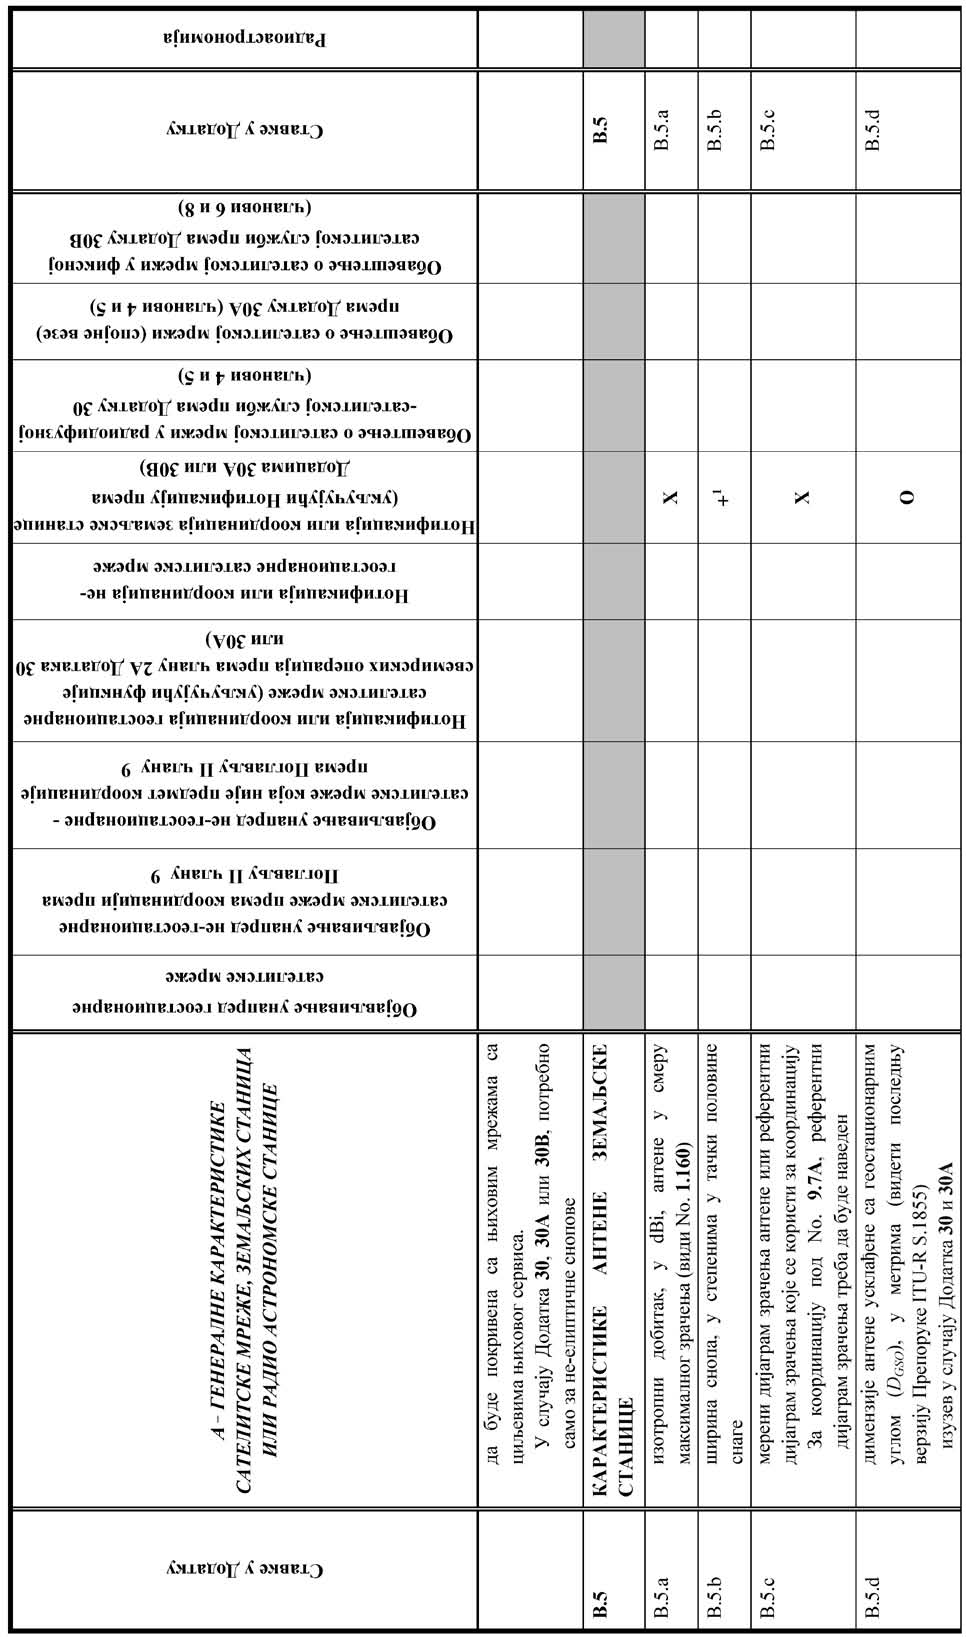 Ставке у Додатку
А – ГЕНЕРАЛНЕ КАРАКТЕРИСТИКЕ
САТЕЛИТСКЕ МРЕЖЕ, ЗЕМАЉСКИХ СТАНИЦА
ИЛИ РАДИО АСТРОНОМСКЕ СТАНИЦЕ
Објављивање унапред геостационарне
сателитске мреже
Објављивање унапред не-геостационарне
сателитске мреже према координацији према
Поглављу II члану 9
Објављивање унапред не-геостационарне -
сателитске мреже која није предмет координације
према Поглављу II члану 9
Нотификација или координација геостационарне
сателитске мреже (укључујући функције
свемирских операција према члану 2А Додатака 30
или 30А)
Нотификација или координација не-
геостационарне сателитске мреже
Нотификација или координација земаљске станице
(укључујући Нотификацију према
Додацима 30А или 30В)
Обавештење о сателитској мрежи у радиодифузној
-сателитској служби према Додатку 30
(чланови 4 и 5)
Обавештење о сателитској мрежи (спојне везе)
према Додатку 30А (чланови 4 и 5)
Обавештење о сателитској мрежи у фиксној
сателитској служби према Додатку 30В
(чланови 6 и 8)
Ставке у Додатку
Радиоастрономија
да буде покривена са њиховим мрежама са
циљевима њиховог сервиса.
У случају Додатка 30, 30А или 30В, потребно
само за не-елиптичне снопове
B.5
КАРАКТЕРИСТИКЕ АНТЕНЕ ЗЕМАЉСКЕ
СТАНИЦЕ
B.5
B.5.a
изотропни добитак, у dBi, антене у смеру
максималног зрачења (види No. 1.160)
X
B.5.a
B.5.b
ширина снопа, у степенима у тачки половине
снаге
+1
B.5.b
B.5.c
мерени дијаграм зрачења антене или референтни
дијаграм зрачења које се користи за координацију
За координацију под No. 9.7A, референтни
дијаграм зрачења треба да буде наведен
X
B.5.c
B.5.d
димензије антене усклађене са геостационарним
углом (DGSO), у метрима (видети последњу
верзију Препоруке ITU-R S.1855)
изузев у случају Додатка 30 и 30А
O
B.5.d